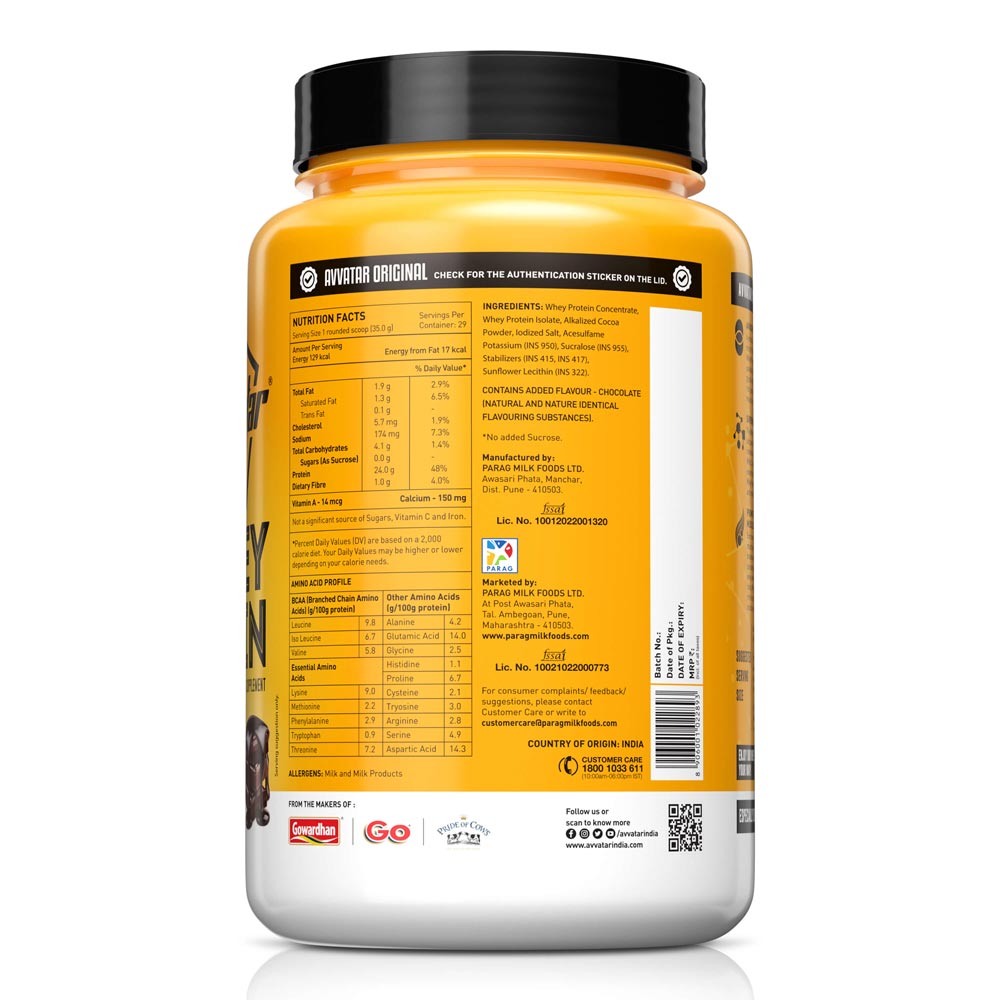 AVVATAR ORIGINAL CHECK FOR THE AUTHENTICATION STICKER ON THE LID.
NUTRITION FACTS
Serving Size 1 rounded scoop (35.0 g)
Servings Per
Container: 29
Amount Per Serving
Energy 129 kcal
Energy from Fat 17 kcal
% Daily Value*
Total Fat 1.9 g 2.9%
Saturated Fat 1.3 g 6.5%
Trans Fat 0.1 g -
Cholesterol 5.7 mg 1.9%
Sodium 174 mg 7.3%
Total Carbohydrates 4.1 g 1.4%
Sugars (As Sucrose) 0.0 g -
Protein 24.0 g 48%
Dietary Fibre 1.0 g 4.0%
Vitamin A - 14 mcg Calcium - 150 mg
Not a significant source of Sugars, Vitamin C and Iron.
*Percent Daily Values (DV) are based on a 2,000
calorie diet. Your Daily Values may be higher or lower
depending on your calorie needs.
AMINO ACID PROFILE
BCAA (Branched Chain Amino
Acids) (g/100g protein)
Leucine 9.8
Iso Leucine 6.7
Valine 5.8
Essential Amino
Acids
Lysine 9.0
Methionine 2.2
Phenylalanine 2.9
Tryptophan 0.9
Threonine 7.2
Other Amino Acids
(g/100g protein)
Alanine 4.2
Glutamic Acid 14.0
Glycine 2.5
Histidine 1.1
Proline 6.7
Cysteine 2.1
Tryosine 3.0
Arginine 2.8
Serine 4.9
Aspartic Acid 14.3
ALLERGENS: Milk and Milk Products
INGREDIENTS: Whey Protein Concentrate,
Whey Protein Isolate, Alkalized Cocoa
Powder, Iodized Salt, Acesulfame
Potassium (INS 950), Sucralose (INS 955),
Stabilizers (INS 415, INS 417),
Sunflower Lecithin (INS 322).
CONTAINS ADDED FLAVOUR - CHOCOLATE
(NATURAL AND NATURE IDENTICAL
FLAVOURING SUBSTANCES).
*No added Sucrose.
Manufactured by:
PARAG MILK FOODS LTD.
Awasari Phata, Manchar,
Dist. Pune - 410503.
fssai
Lic. No. 10012022001320
PARAG
Marketed by:
PARAG MILK FOODS LTD.
At Post Awasari Phata,
Tal. Ambegoan, Pune,
Maharashtra - 410503.
www.paragmilkfoods.com
fssai
Lic. No. 10021022000773
For consumer complaints/ feedback/
suggestions, please contact
Customer Care or write to
customercare@paragmilkfoods.com
COUNTRY OF ORIGIN: INDIA
CUSTOMER CARE
1800 1033 611
(10:00am-06:00pm IST)
Batch No.:
Date of Pkg.:
DATE OF EXPIRY:
MRP ₹:
(Incl. of all taxes)
8 906001 022893
Serving suggestion only.
FROM THE MAKERS OF :
Gowardhan
Go
PRIDE OF COWS
Follow us or
scan to know more
/avvatarindia
www.avvatarindia.com